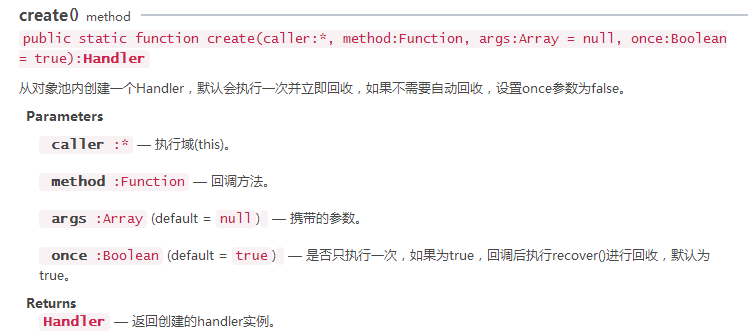 create() method
public static function create(caller:*, method:Function, args:Array = null, once:Boolean
= true):Handler
从对象池内创建一个Handler，默认会执行一次并立即回收，如果不需要自动回收，设置once参数为false。
Parameters
caller :* — 执行域(this)。
method :Function — 回调方法。
args :Array (default = null) — 携带的参数。
once :Boolean (default = true) — 是否只执行一次，如果为true，回调后执行recover()进行回收，默认为
true。
Returns
Handler — 返回创建的handler实例。